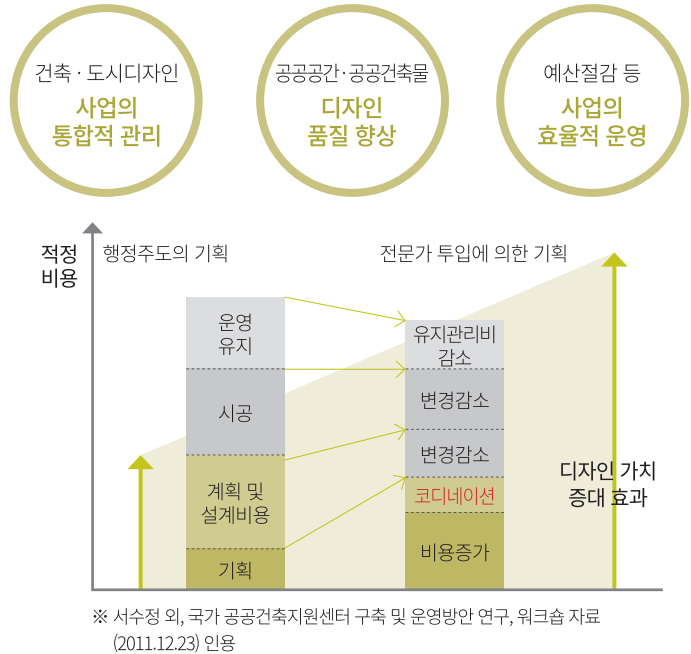 건축 · 도시디자인
사업의
통합적 관리
공공공간 · 공공건축물
디자인
품질 향상
예산절감 등
사업의
효율적 운영
적정
비용
행정주도의 기획
전문가 투입에 의한 기획
운영
유지
시공
계획 및
설계비용
기획
유지관리비
감소
변경감소
변경감소
코디네이션
비용증가
디자인 가치
증대 효과
※ 서수정 외, 국가 공공건축지원센터 구축 및 운영방안 연구, 워크숍 자료
(2011.12.23) 인용